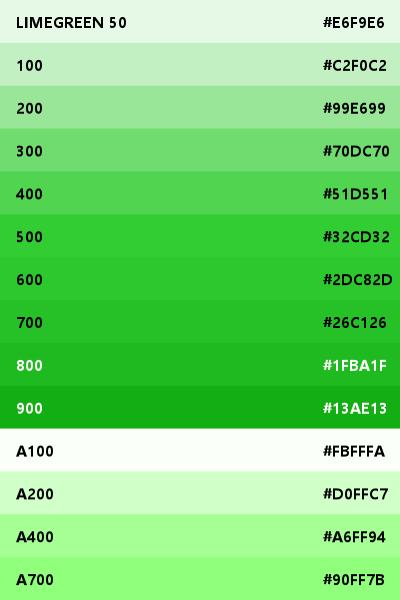 LIMEGREEN 50 #E6F9E6
100 #C2F0C2
200 #99E699
300 #70DC70
400 #51D551
500 #32CD32
600 #2DC82D
700 #26C126
800 #1FBA1F
900 #13AE13
A100 #FBFFFA
A200 #D0FFC7
A400 #A6FF94
A700 #90FF7B